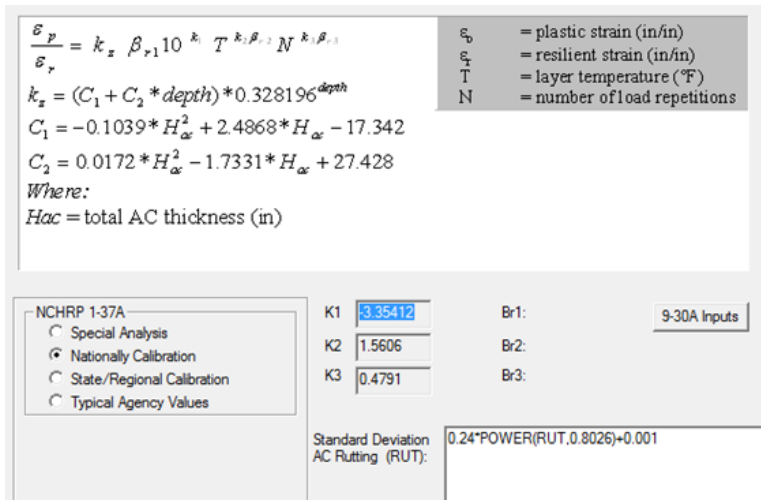 ε_p / ε_r = k_z β_r1 10^k_1 T^k_2 β_r2 N^k_3 β_r3
k_z = (C_1 + C_2 * depth) * 0.328196^depth
C_1 = -0.1039 * H_ac^2 + 2.4868 * H_ac - 17.342
C_2 = 0.0172 * H_ac^2 - 1.7331 * H_ac + 27.428
Where:
Hac = total AC thickness (in)
ε_p = plastic strain (in/in)
ε_r = resilient strain (in/in)
T = layer temperature (°F)
N = number of load repetitions
NCHRP 1-37A
Special Analysis
Nationally Calibration
State/Regional Calibration
Typical Agency Values
K1 -3.35412 Br1:
K2 1.5606 Br2:
K3 0.4791 Br3:
9-30A Inputs
Standard Deviation
AC Rutting (RUT):
0.24*POWER(RUT,0.8026)+0.001